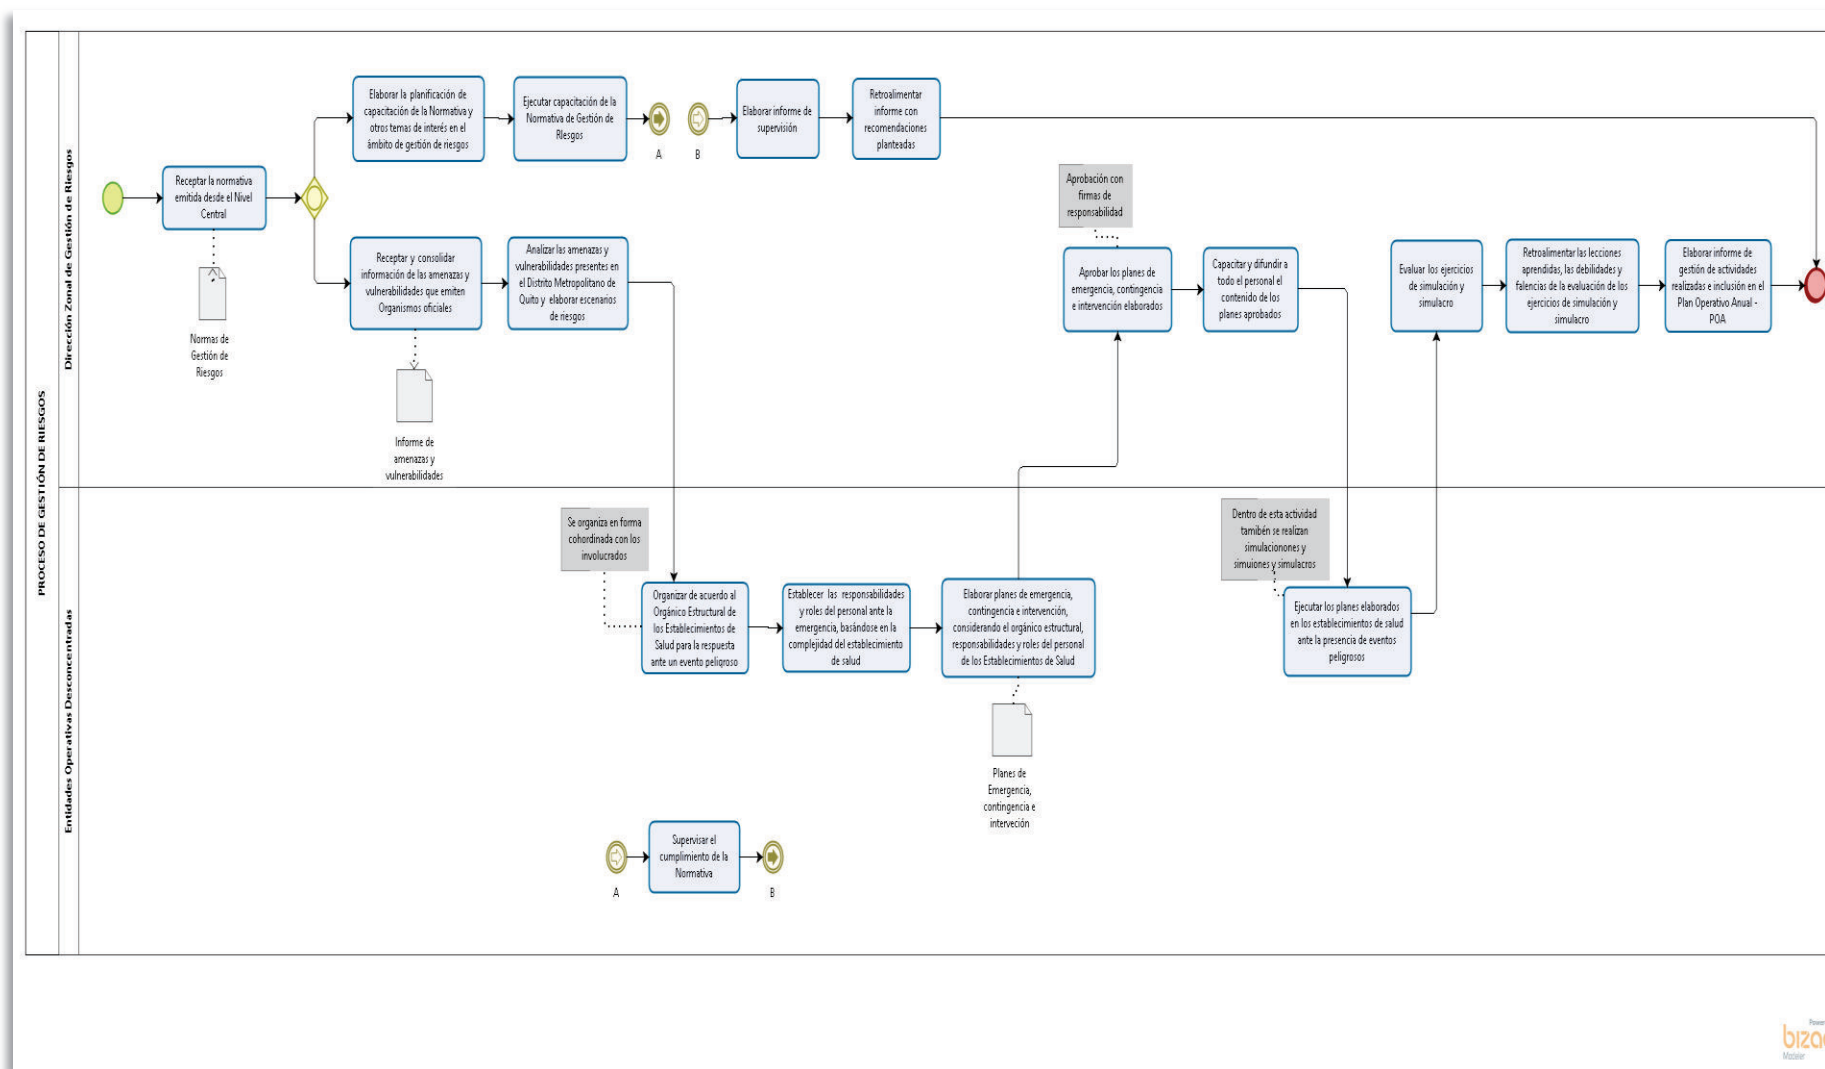 PROCESO DE GESTIÓN DE RIESGOS
Dirección Zonal de Gestión de Riesgos
Receptar la normativa
emitida desde el Nivel
Central
Normas de
Gestión de
Riesgos
Elaborar la planificación de
capacitación de la Normativa y
otros temas de interés en el
ámbito de gestión de riesgos
Ejecutar capacitación de la
Normativa de Gestión de
RIesgos
A
B
Elaborar informe de
supervisión
Retroalimentar
informe con
recomendaciones
planteadas
Receptar y consolidar
información de las amenazas y
vulnerabilidades que emiten
Organismos oficiales
Informe de
amenazas y
vulnerabilidades
Analizar las amenazas y
vulnerabilidades presentes en
el Distrito Metropolitano de
Quito y elaborar escenarios
de riesgos
Aprobación con
firmas de
responsabilidad
Aprobar los planes de
emergencia, contingencia
e intervención elaborados
Capacitar y difundir a
todo el personal el
contenido de los
planes aprobados
Evaluar los ejercicios
de simulación y
simulacro
Retroalimentar las lecciones
aprendidas, las debilidades y
falencias de la evaluación de los
ejercicios de simulación y
simulacro
Elaborar informe de
gestión de actividades
realizadas e inclusión en el
Plan Operativo Anual -
POA
Entidades Operativas Desconcentradas
Se organiza en forma
cohordinada con los
involucrados
Organizar de acuerdo al
Orgánico Estructural de
los Establecimientos de
Salud para la respuesta
ante un evento peligroso
Establecer las responsabilidades
y roles del personal ante la
emergencia, basándose en la
complejidad del establecimiento
de salud
Elaborar planes de emergencia,
contingencia e intervención,
considerando el orgánico estructural,
responsabilidades y roles del personal
de los Establecimientos de Salud
Planes de
Emergencia,
contingencia e
interveción
Dentro de esta actividad
tamibén se realizan
simulacionones y
simuiones y simulacros
Ejecutar los planes elaborados
en los establecimientos de salud
ante la presencia de eventos
peligrosos
A
Supervisar el
cumplimiento de la
Normativa
B
Modeler